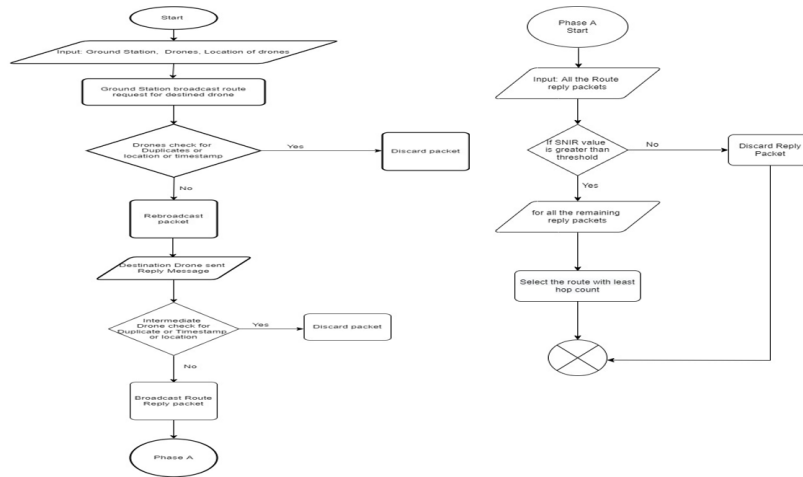 Start
Input: Ground Station, Drones, Location of drones
Ground Station broadcast route
request for destined drone
Drones check for
Duplicates or
location or timestamp
Yes
Discard packet
No
Rebroadcast
packet
Destination Drone sent
Reply Message
Intermediate
Drone check for
Duplicate or Timestamp
or location
Yes
Discard packet
No
Broadcast Route
Reply packet
Phase A
Phase A
Start
Input: All the Route
reply packets
If SNIR value
is greater than
threshold
No
Discard Reply
Packet
Yes
for all the remaining
reply packets
Select the route with least
hop count